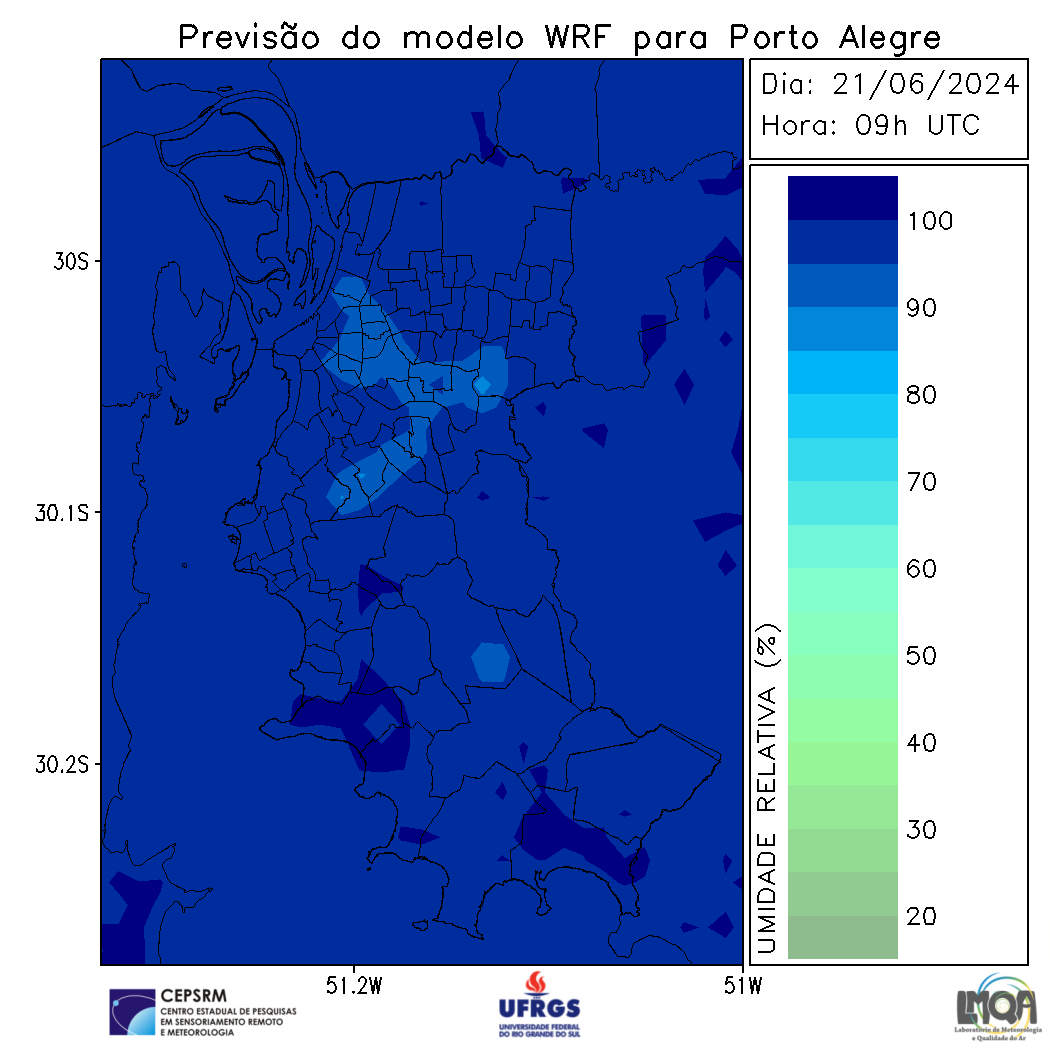 Previsão do modelo WRF para Porto Alegre
Dia: 21/06/2024
Hora: 09h UTC
30S
30.1S
30.2S
51.2W
51W
100
90
80
70
60
50
40
30
20
UMIDADE RELATIVA (%)
CEPSRM
CENTRO ESTADUAL DE PESQUISAS
EM SENSORIAMENTO REMOTO
E METEOROLOGIA
UFRGS
UNIVERSIDADE FEDERAL
DO RIO GRANDE DO SUL
LMQA
Laboratório de Meteorologia
e Qualidade do Ar